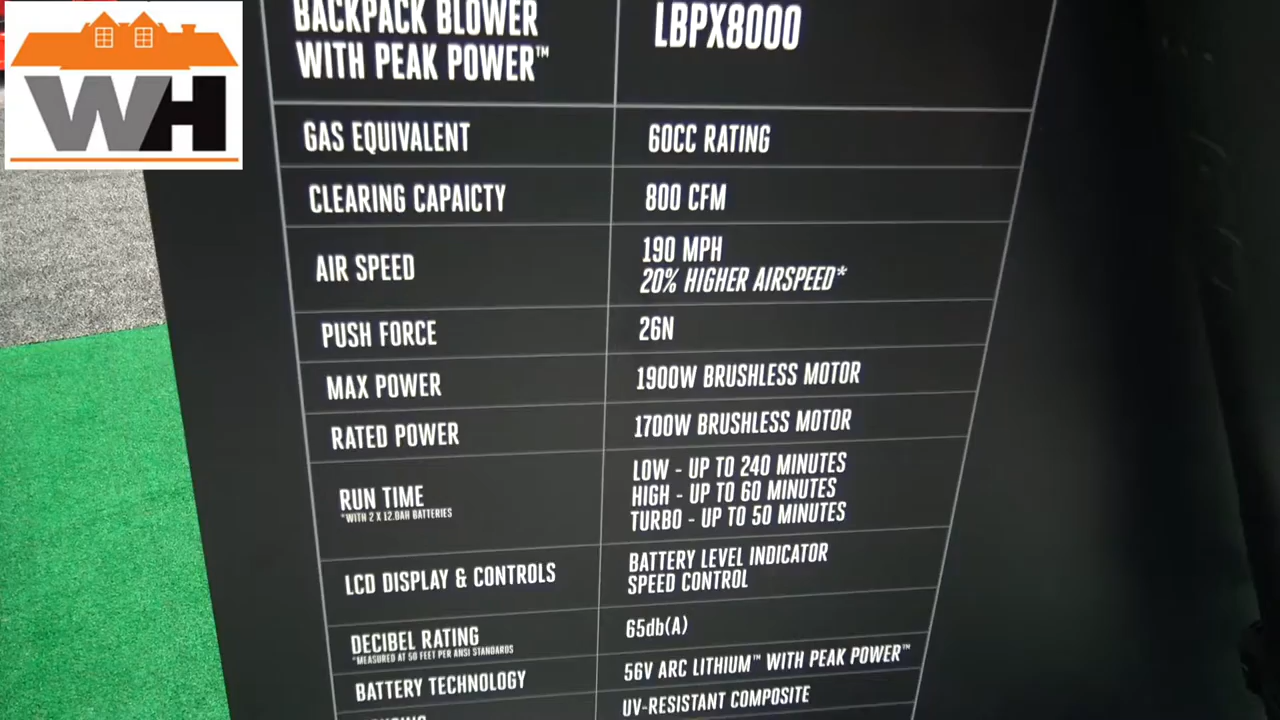 WH
BACKPACK BLOWER
WITH PEAK POWER™
LBPX8000
GAS EQUIVALENT
60CC RATING
CLEARING CAPAICTY
800 CFM
AIR SPEED
190 MPH
20% HIGHER AIRSPEED*
PUSH FORCE
26N
MAX POWER
1900W BRUSHLESS MOTOR
RATED POWER
1700W BRUSHLESS MOTOR
RUN TIME
*WITH 2 X 12.0AH BATTERIES
LOW - UP TO 240 MINUTES
HIGH - UP TO 60 MINUTES
TURBO - UP TO 50 MINUTES
LCD DISPLAY & CONTROLS
BATTERY LEVEL INDICATOR
SPEED CONTROL
DECIBEL RATING
*MEASURED AT 50 FEET PER ANSI STANDARDS
65db(A)
BATTERY TECHNOLOGY
56V ARC LITHIUM™ WITH PEAK POWER™
UV-RESISTANT COMPOSITE